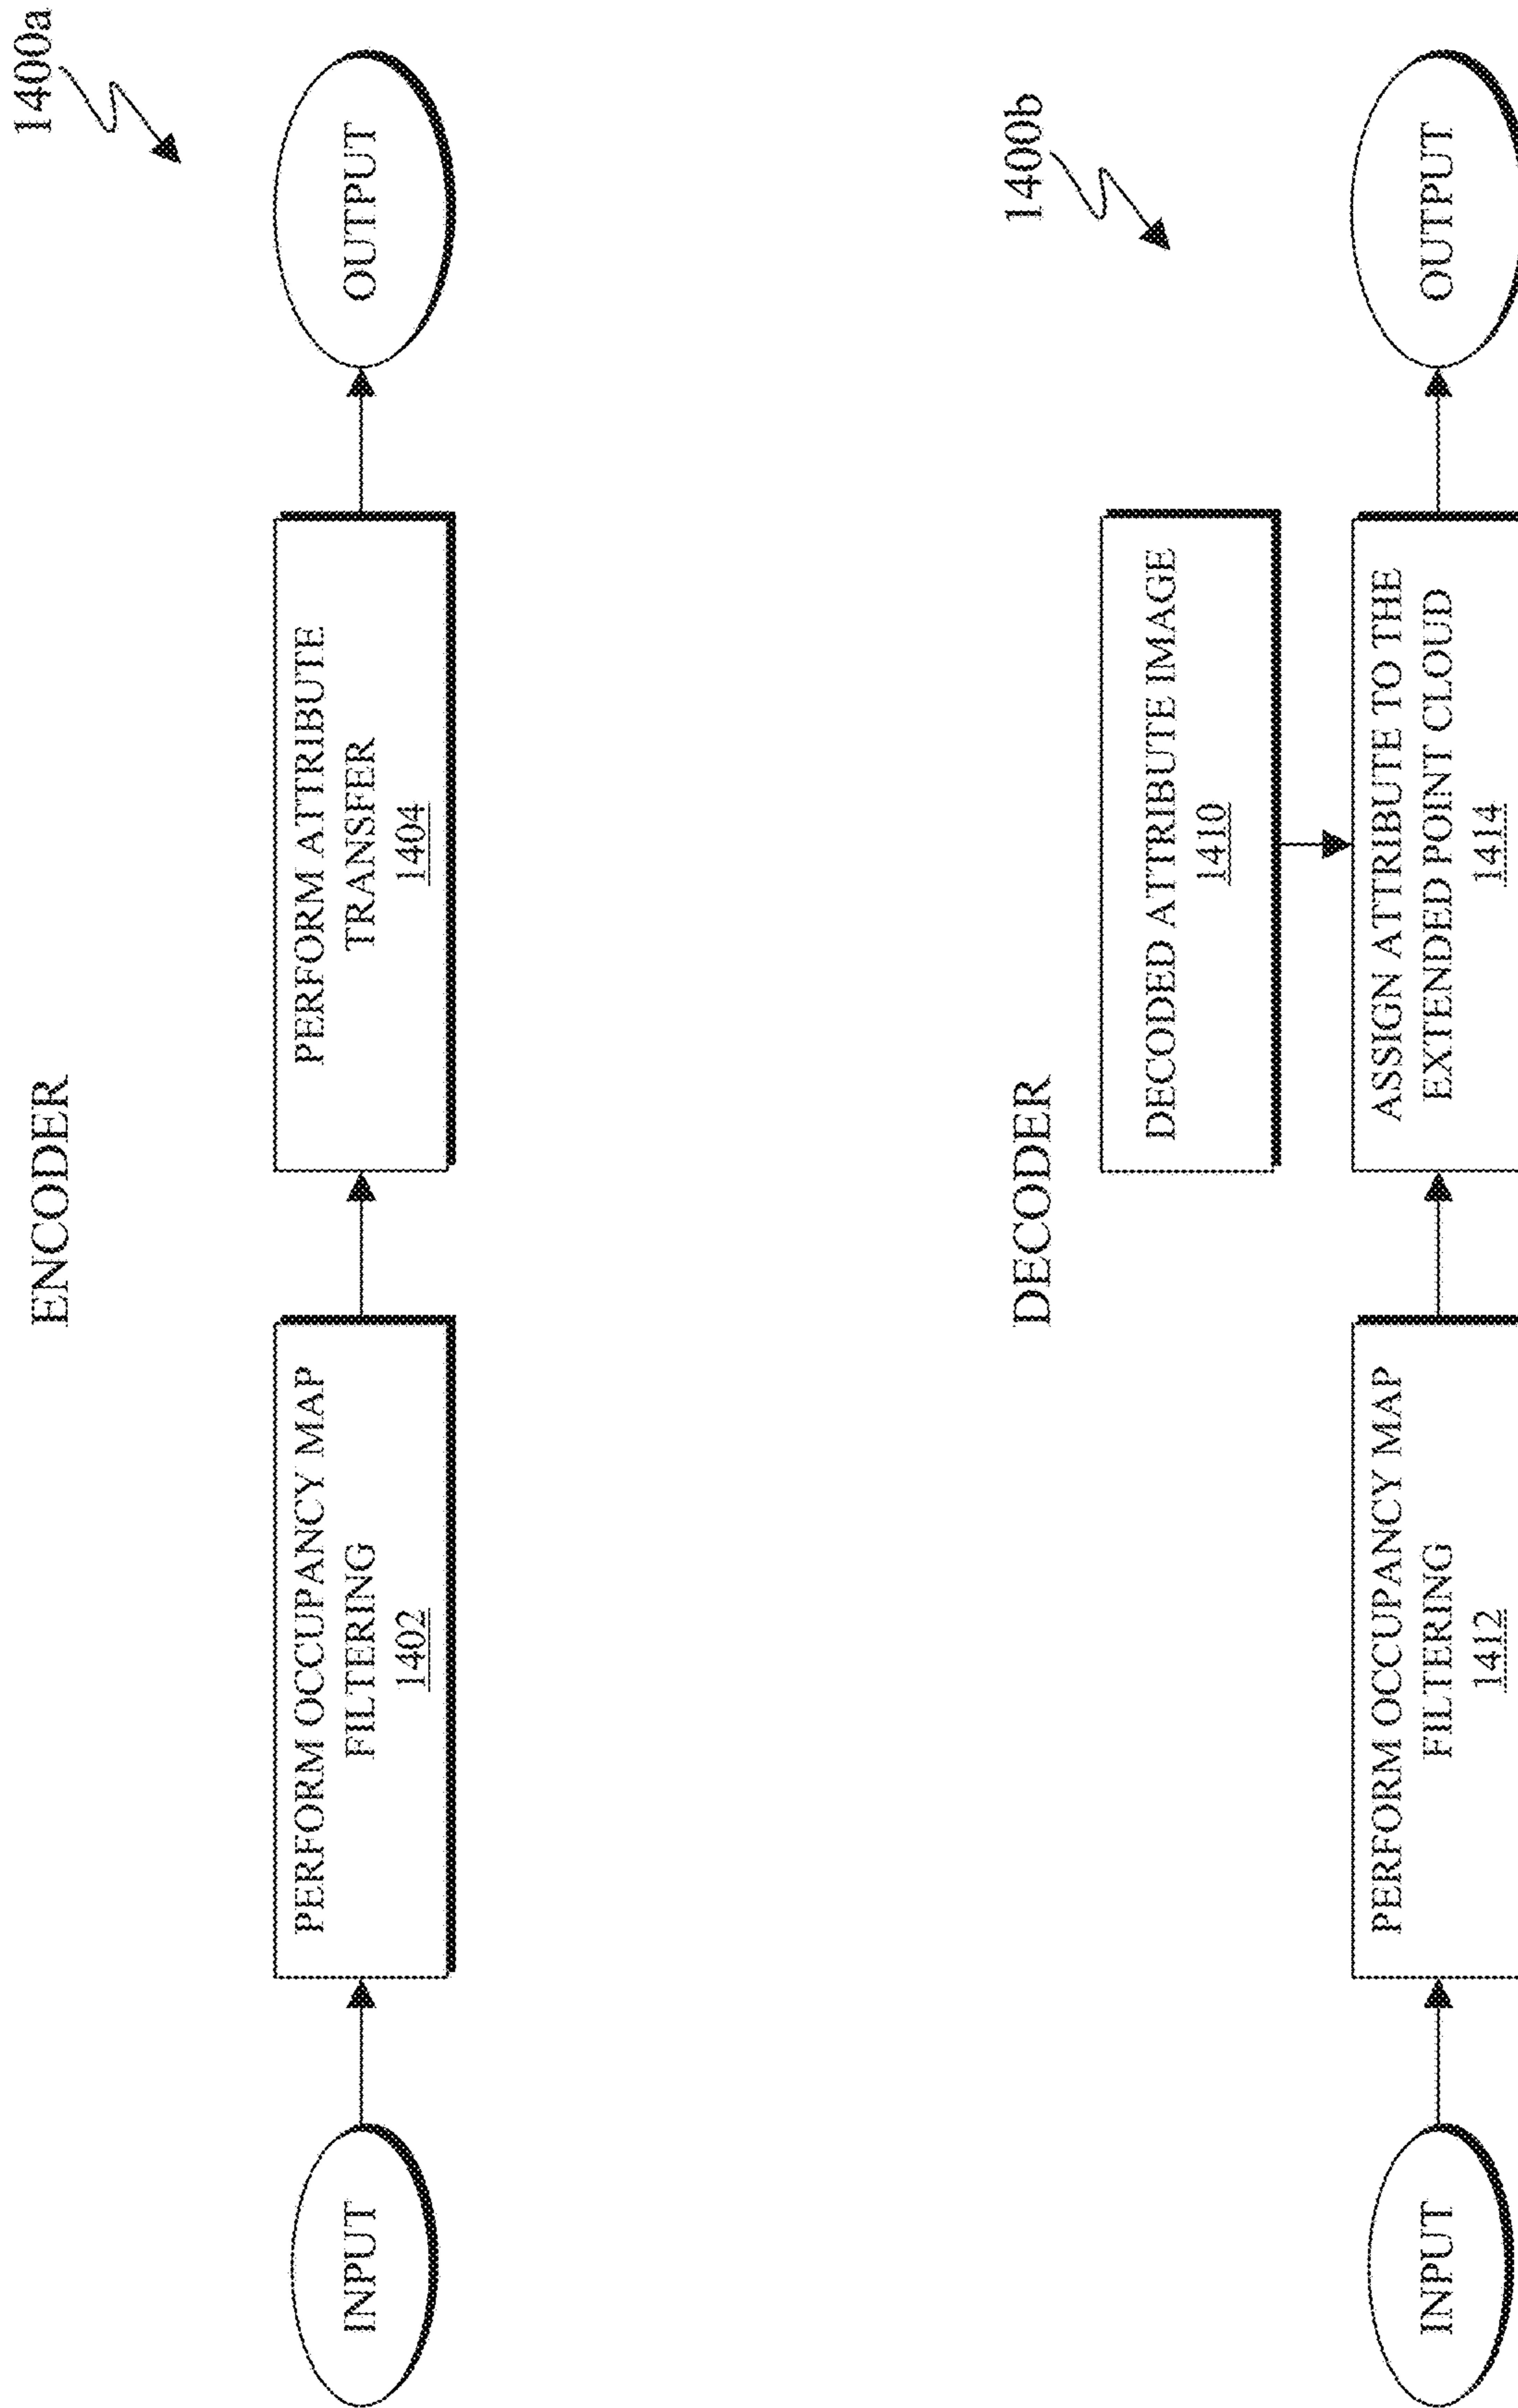 1400a
ENCODER
INPUT
PERFORM OCCUPANCY MAP
FILTERING
1402
PERFORM ATTRIBUTE
TRANSFER
1404
OUTPUT
1400b
DECODER
DECODED ATTRIBUTE IMAGE
1410
INPUT
PERFORM OCCUPANCY MAP
FILTERING
1412
ASSIGN ATTRIBUTE TO THE
EXTENDED POINT CLOUD
1414
OUTPUT